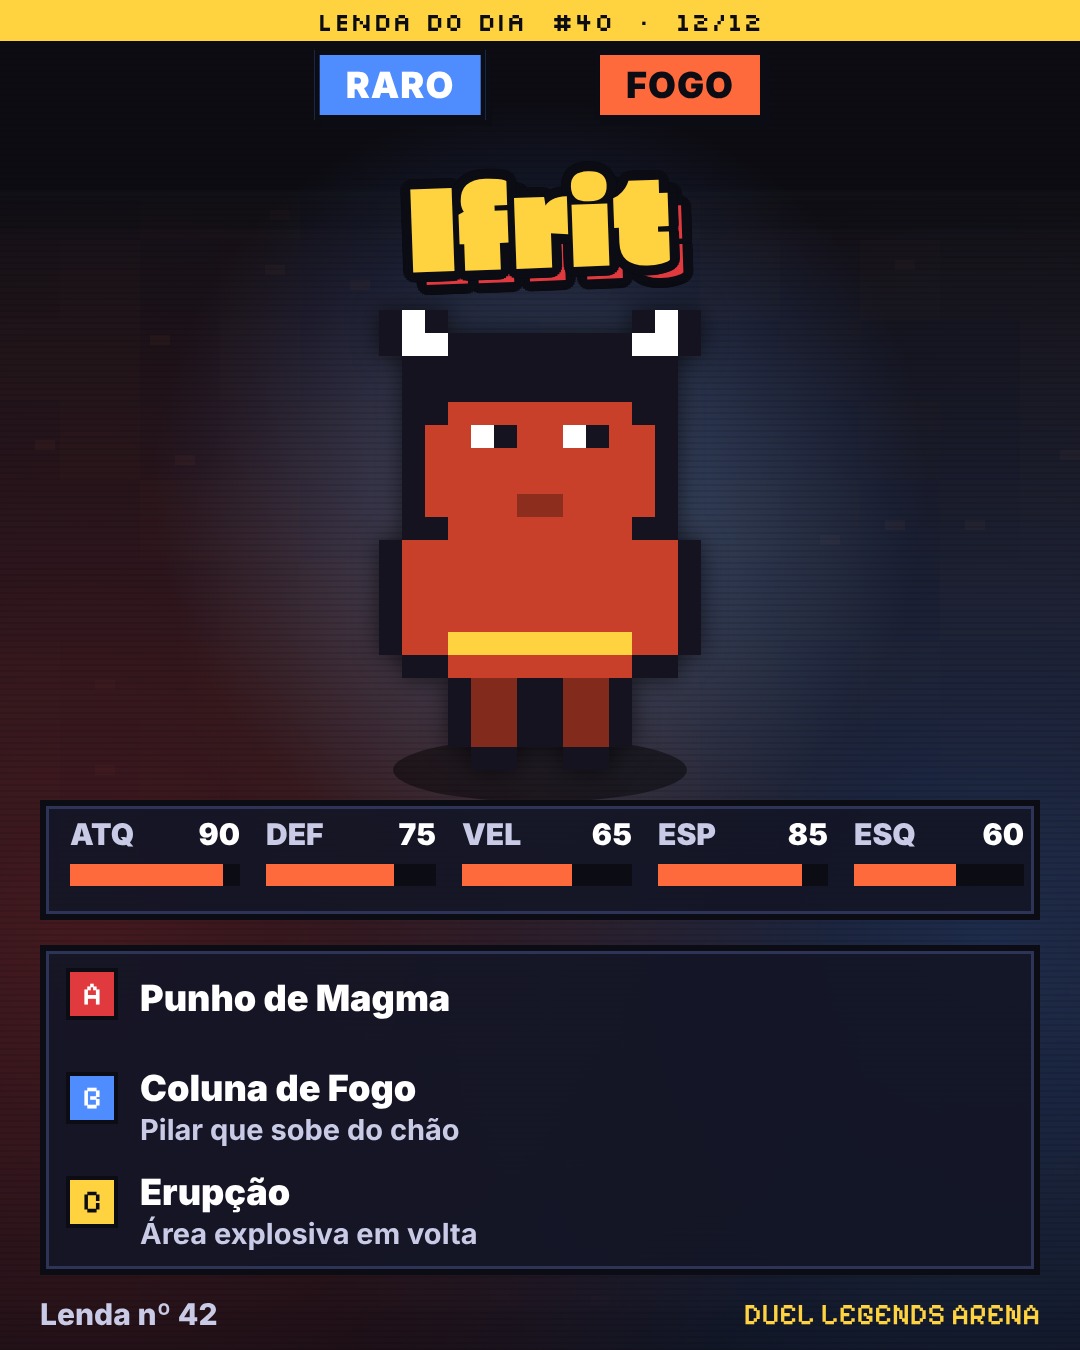 LENDA DO DIA #40 · 12/12
RARO FOGO
Ifrit
ATQ 90 DEF 75 VEL 65 ESP 85 ESQ 60
A Punho de Magma
B Coluna de Fogo
Pilar que sobe do chão
C Erupção
Área explosiva em volta
Lenda nº 42 DUEL LEGENDS ARENA